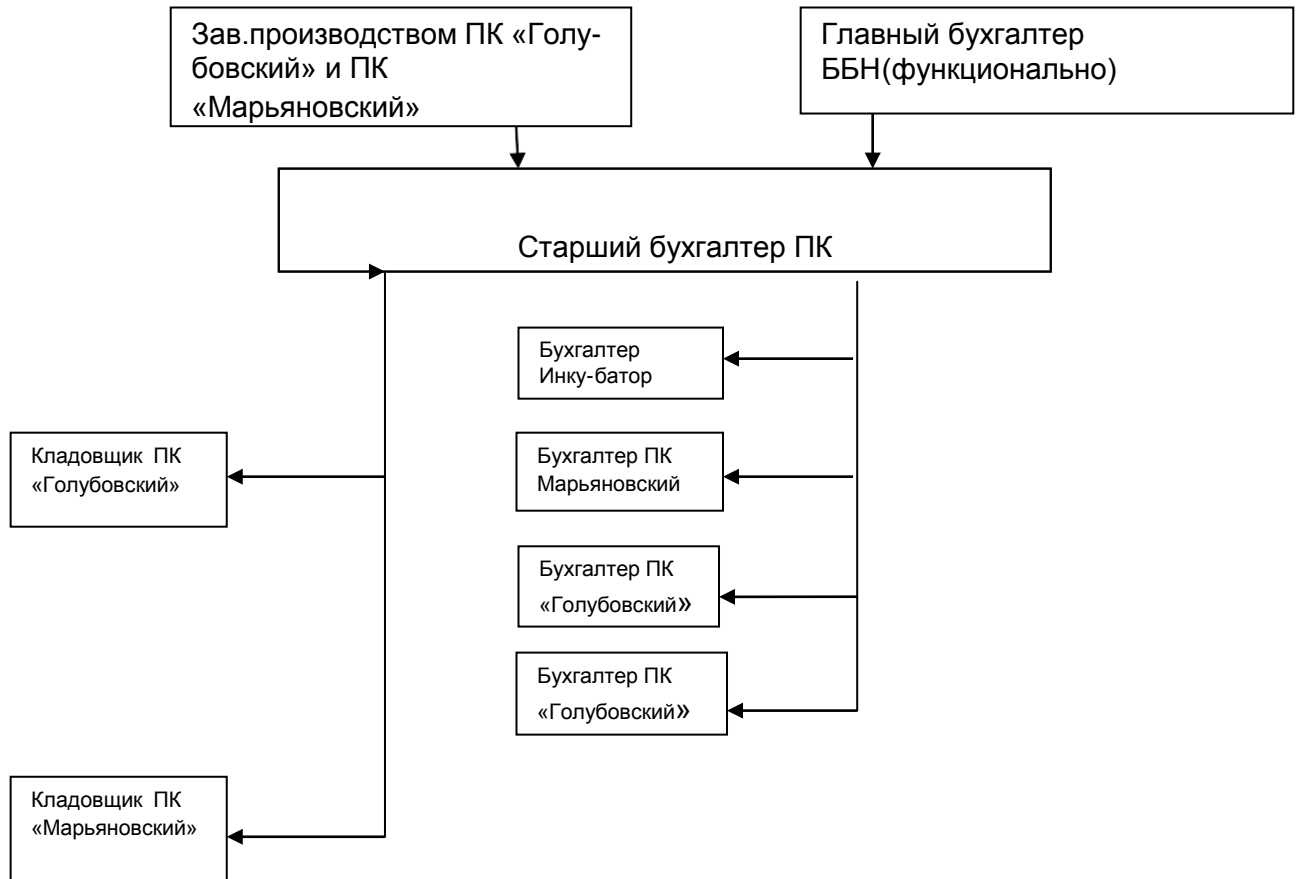 Зав.производством ПК «Голу-
бовский» и ПК
«Марьяновский»
Главный бухгалтер
ББН(функционально)
Старший бухгалтер ПК
Бухгалтер
Инку-батор
Кладовщик ПК
«Голубовский»
Бухгалтер ПК
Марьяновский
Бухгалтер ПК
«Голубовский»
Бухгалтер ПК
«Голубовский»
Кладовщик ПК
«Марьяновский»